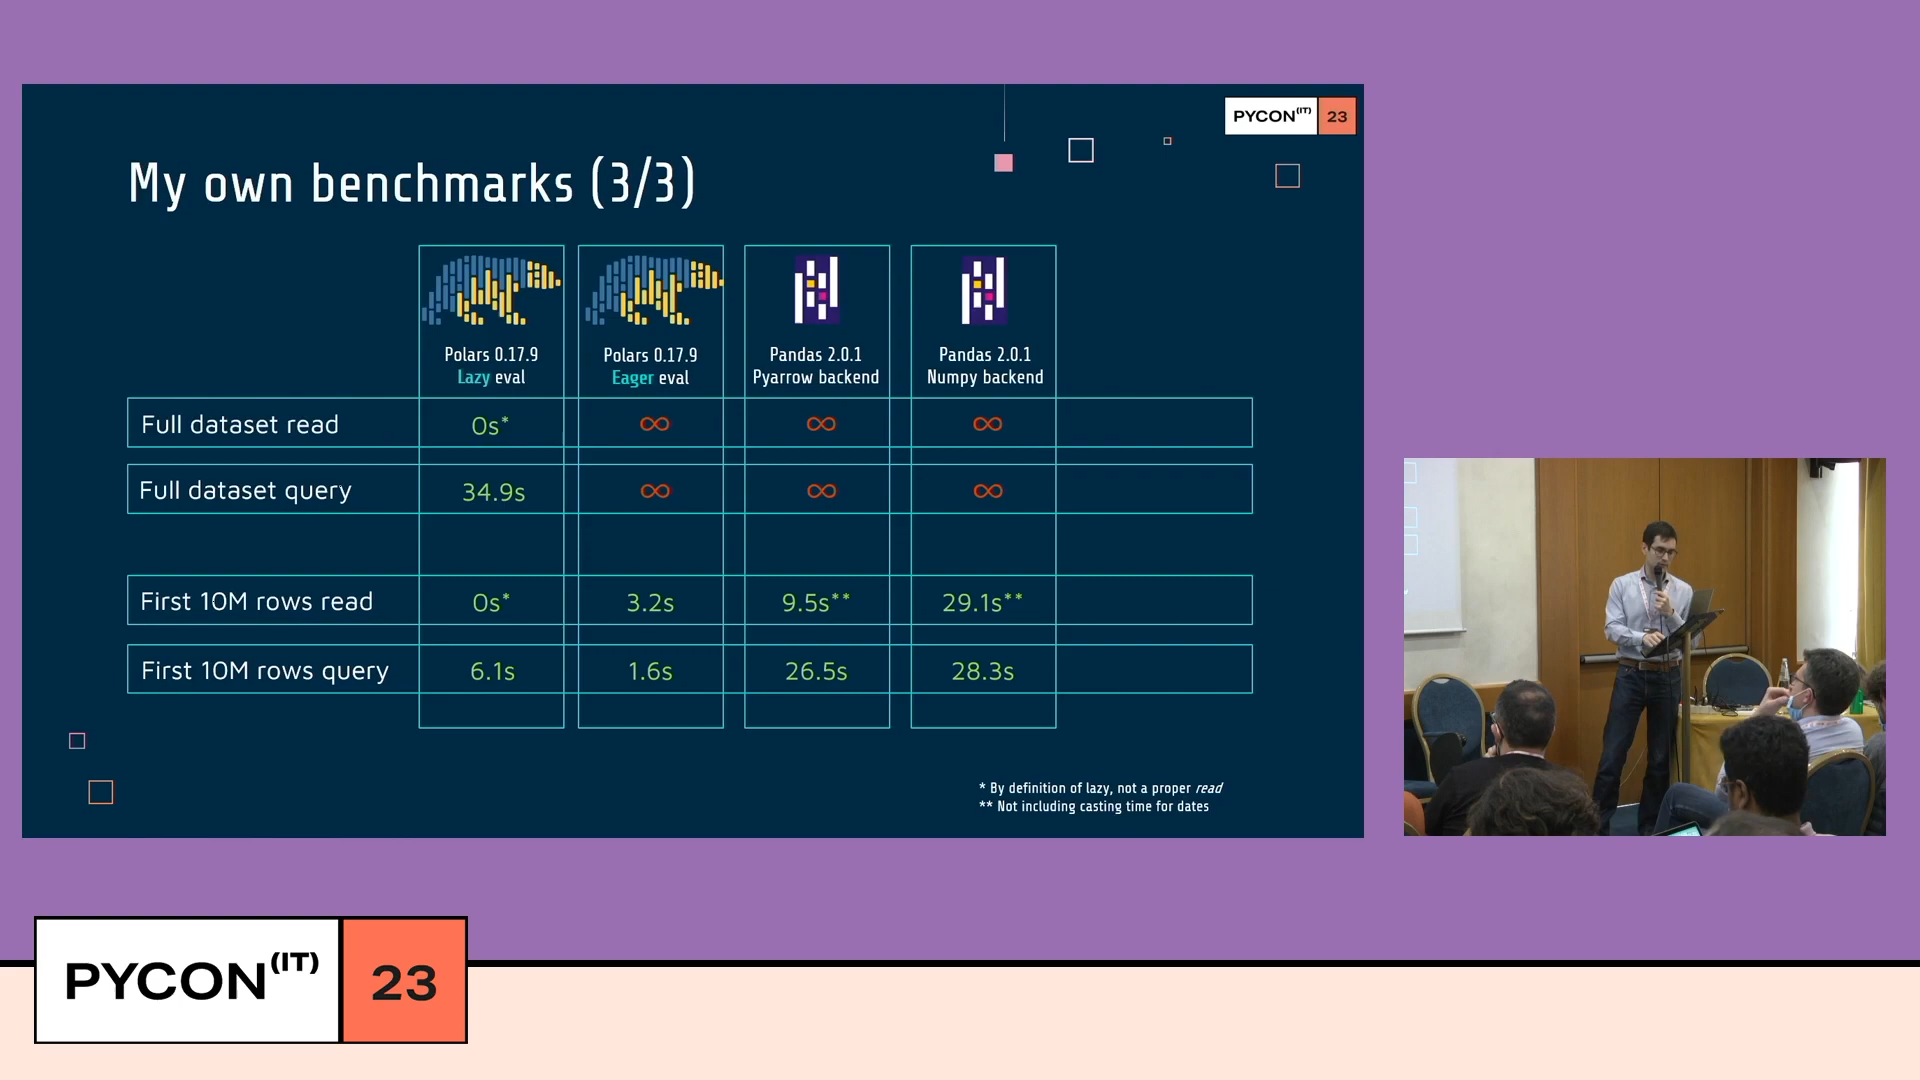 PYCON(IT) 23
My own benchmarks (3/3)
Polars 0.17.9
Lazy eval
Polars 0.17.9
Eager eval
Pandas 2.0.1
Pyarrow backend
Pandas 2.0.1
Numpy backend
Full dataset read 0s* ∞ ∞ ∞
Full dataset query 34.9s ∞ ∞ ∞
First 10M rows read 0s* 3.2s 9.5s** 29.1s**
First 10M rows query 6.1s 1.6s 26.5s 28.3s
* By definition of lazy, not a proper read
** Not including casting time for dates
PYCON(IT) 23